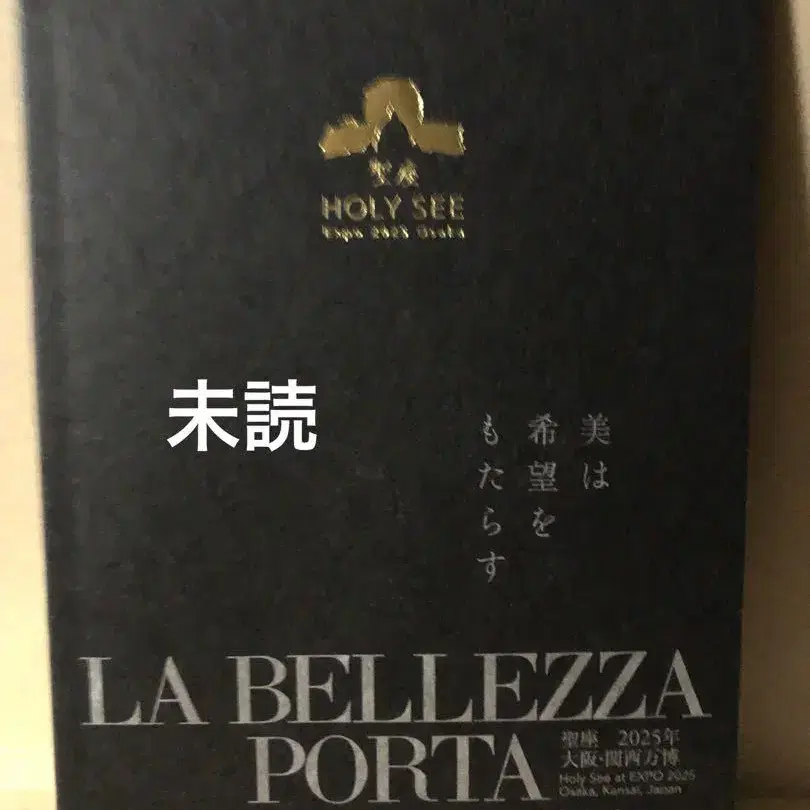 聖座
HOLY SEE
Expo 2025 Osaka
未読
美は
希望を
もたらす
LA BELLEZZA
PORTA
聖座 2025年
大阪・関西万博
Holy See at EXPO 2025
Osaka, Kansai, Japan